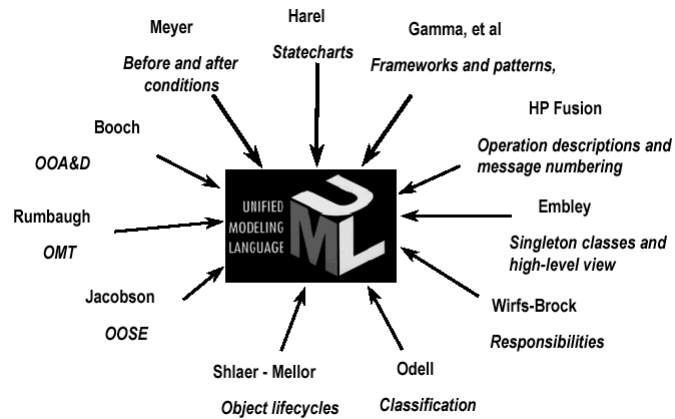 Meyer
Before and after
conditions
Harel
Statecharts
Gamma, et al
Frameworks and patterns,
HP Fusion
Operation descriptions and
message numbering
Booch
OOA&D
Embley
Singleton classes and
high-level view
Rumbaugh
OMT
UNIFIED
MODELING
LANGUAGE
UML
Jacobson
OOSE
Wirfs-Brock
Responsibilities
Shlaer - Mellor
Object lifecycles
Odell
Classification